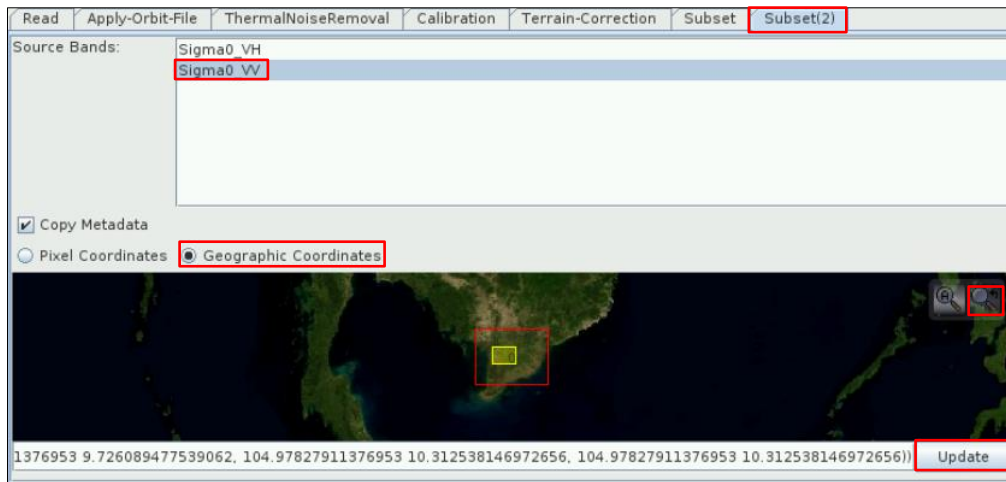 Read Apply-Orbit-File ThermalNoiseRemoval Calibration Terrain-Correction Subset Subset(2)
Source Bands:
Sigma0_VH
Sigma0_VV
Copy Metadata
Pixel Coordinates Geographic Coordinates
1376953 9.726089477539062, 104.97827911376953 10.312538146972656, 104.97827911376953 10.312538146972656)) Update